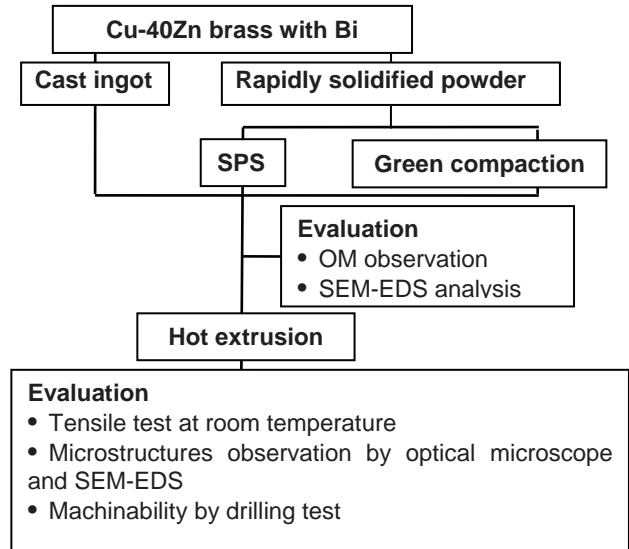 Cu-40Zn brass with Bi
Cast ingot
Rapidly solidified powder
SPS
Green compaction
Evaluation
• OM observation
• SEM-EDS analysis
Hot extrusion
Evaluation
• Tensile test at room temperature
• Microstructures observation by optical microscope
and SEM-EDS
• Machinability by drilling test